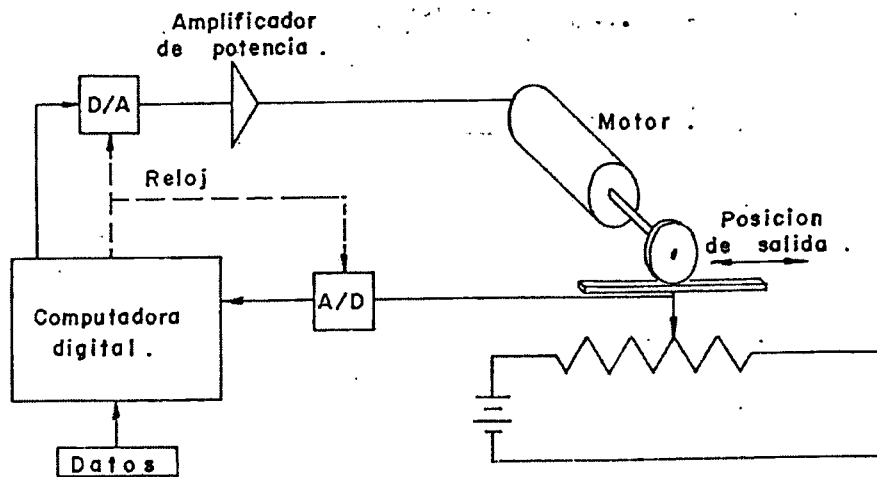 Amplificador
de potencia .
D/A
Motor .
Reloj
Posicion
de salida .
A/D
Computadora
digital .
Datos